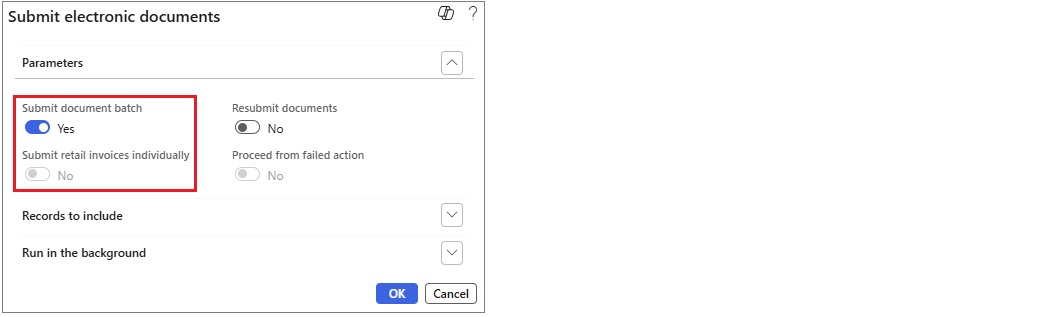 Submit electronic documents ?
Parameters
Submit document batch
Yes
Resubmit documents
No
Submit retail invoices individually
No
Proceed from failed action
No
Records to include
Run in the background
OK Cancel